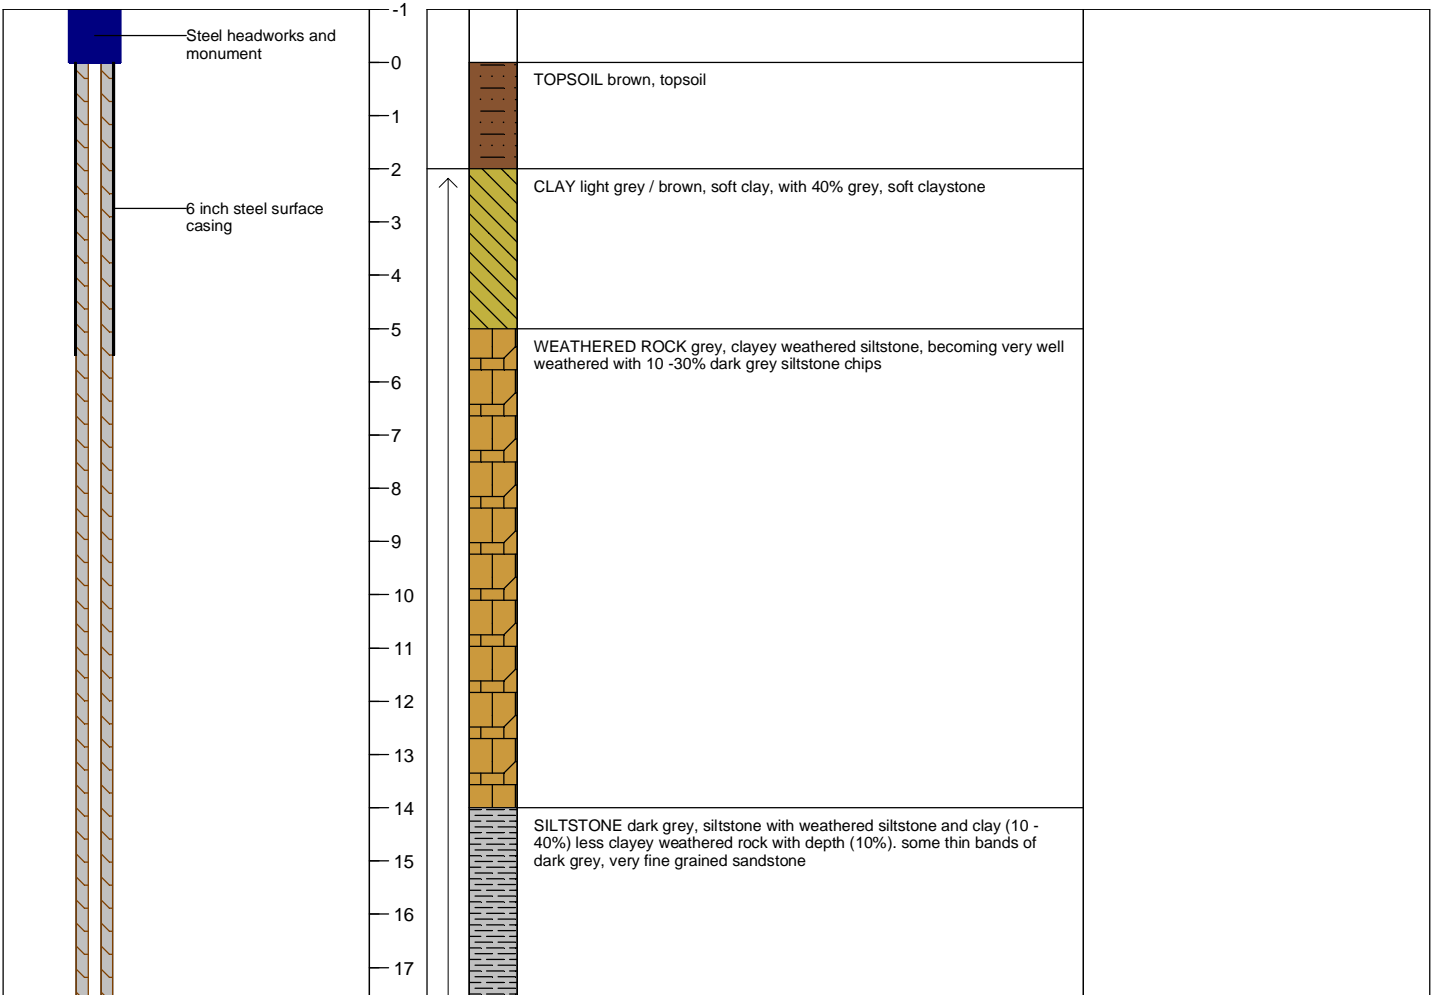 Steel headworks and
monument
6 inch steel surface
casing
-1
0
1
2
3
4
5
6
7
8
9
10
11
12
13
14
15
16
17
TOPSOIL brown, topsoil
CLAY light grey / brown, soft clay, with 40% grey, soft claystone
WEATHERED ROCK grey, clayey weathered siltstone, becoming very well
weathered with 10 -30% dark grey siltstone chips
SILTSTONE dark grey, siltstone with weathered siltstone and clay (10 -
40%) less clayey weathered rock with depth (10%). some thin bands of
dark grey, very fine grained sandstone